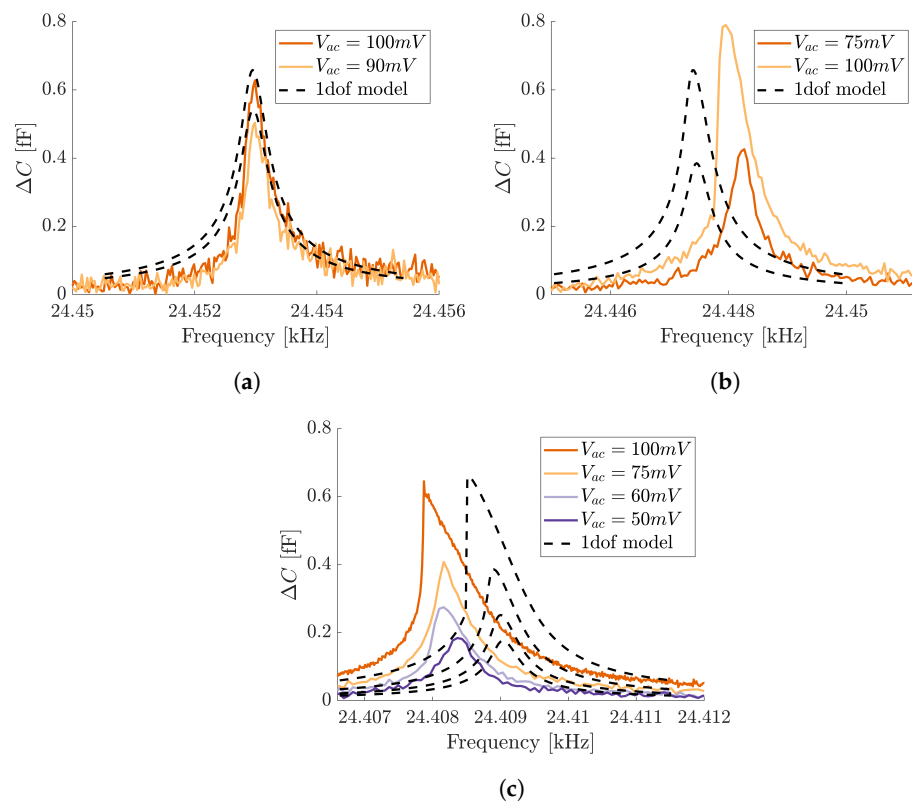 0.8
0.6
0.4
0.2
0
ΔC [fF]
V_ac = 100mV
V_ac = 90mV
1dof model
24.45 24.452 24.454 24.456
Frequency [kHz]
(a)
0.8
0.6
0.4
0.2
0
ΔC [fF]
V_ac = 75mV
V_ac = 100mV
1dof model
24.446 24.448 24.45
Frequency [kHz]
(b)
0.8
0.6
0.4
0.2
0
ΔC [fF]
V_ac = 100mV
V_ac = 75mV
V_ac = 60mV
V_ac = 50mV
1dof model
24.407 24.408 24.409 24.41 24.411 24.412
Frequency [kHz]
(c)